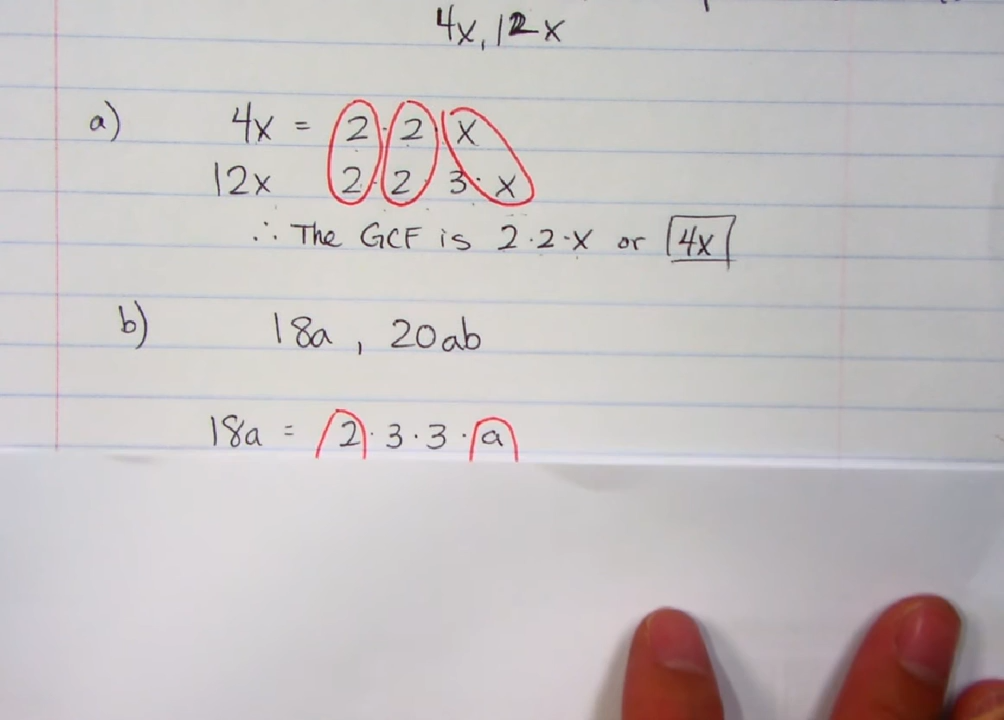 4x, 12x
a) 4x = 2 · 2 x
12x 2 · 2 · 3 · x
∴ The GCF is 2 · 2 · x or 4x
b) 18a , 20ab
18a = 2 · 3 · 3 · a